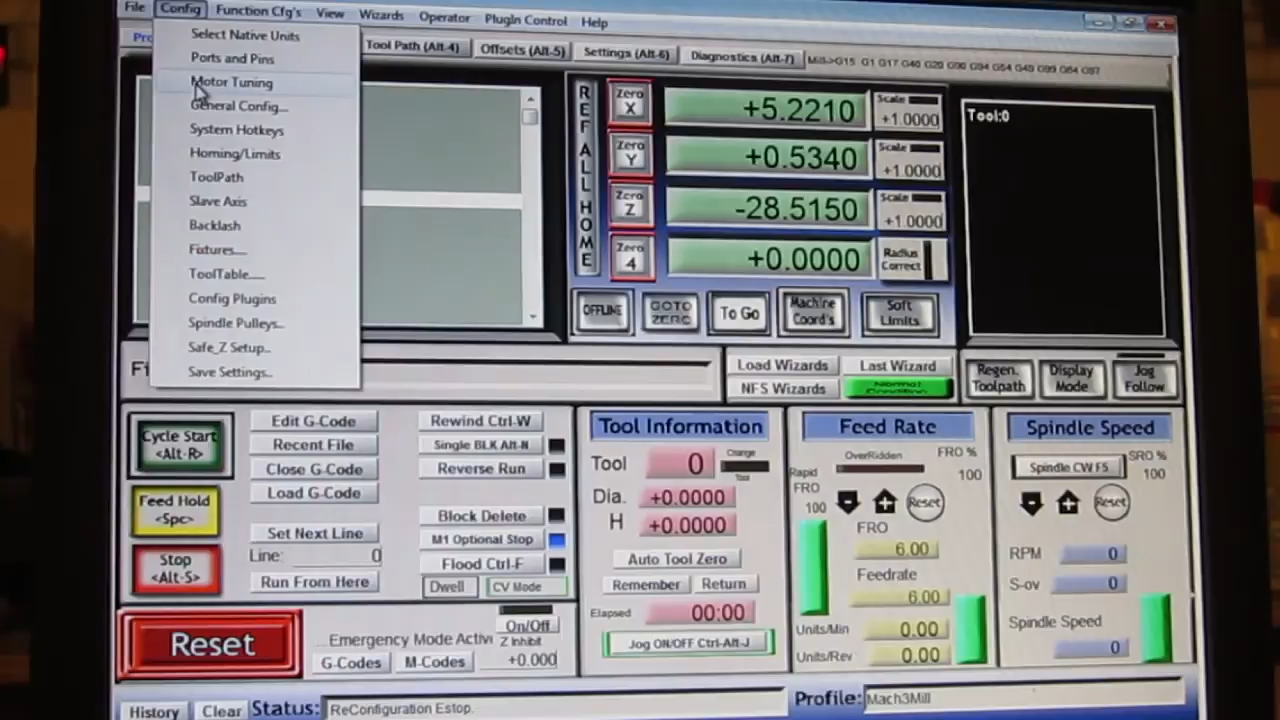 File Config Function Cfg's View Wizards Operator PlugIn Control Help
Tool Path (Alt-4) Offsets (Alt-5) Settings (Alt-6) Diagnostics (Alt-7)
Select Native Units
Ports and Pins
Motor Tuning
General Config...
System Hotkeys
Homing/Limits
ToolPath
Slave Axis
Backlash
Fixtures....
ToolTable.....
Config Plugins
Spindle Pulleys..
Safe_Z Setup..
Save Settings..
REF ALL HOME
Zero X +5.2210 Scale +1.0000
Zero Y +0.5340 Scale +1.0000
Zero Z -28.5150 Scale +1.0000
Zero 4 +0.0000 Radius Correct
OFFLINE GOTO ZERO To Go Machine Coord's Soft Limits
Tool:0
Load Wizards Last Wizard
NFS Wizards Normal Condition
Regen. Toolpath Display Mode Jog Follow
Cycle Start <Alt-R>
Feed Hold <Spc>
Stop <Alt-S>
Edit G-Code
Recent File
Close G-Code
Load G-Code
Set Next Line
Line: 0
Run From Here
Rewind Ctrl-W
Single BLK Alt-N
Reverse Run
Block Delete
M1 Optional Stop
Flood Ctrl-F
Dwell CV Mode
Reset
...Emergency Mode Activ
G-Codes M-Codes
On/Off
Z Inhibit
+0.000
Tool Information
Tool 0 Change Tool
Dia. +0.0000
H +0.0000
Auto Tool Zero
Remember Return
Elapsed 00:00
Jog ON/OFF Ctrl-Alt-J
Feed Rate
OverRidden FRO %
100
Rapid FRO
100
Reset
FRO
6.00
Feedrate
6.00
Units/Min 0.00
Units/Rev 0.00
Spindle Speed
Spindle CW F5 SRO %
100
Reset
RPM 0
S-ov 0
Spindle Speed
0
History Clear Status: ReConfiguration Estop. Profile: Mach3Mill